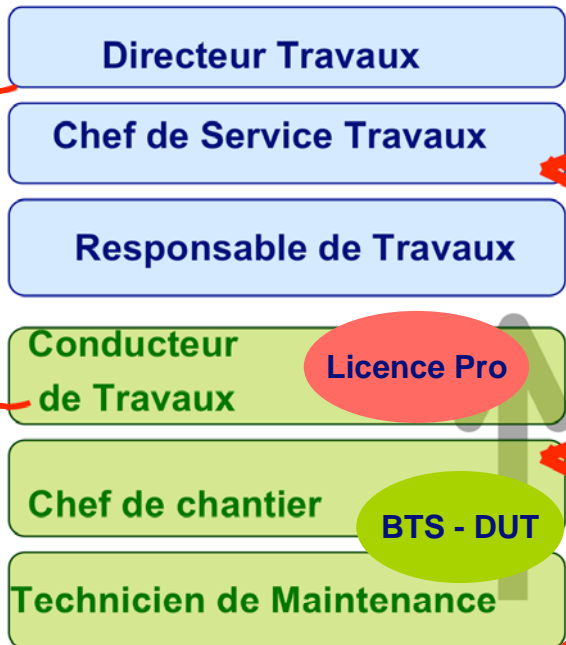 Directeur Travaux
Chef de Service Travaux
Responsable de Travaux
Conducteur
de Travaux
Licence Pro
Chef de chantier
BTS - DUT
Technicien de Maintenance